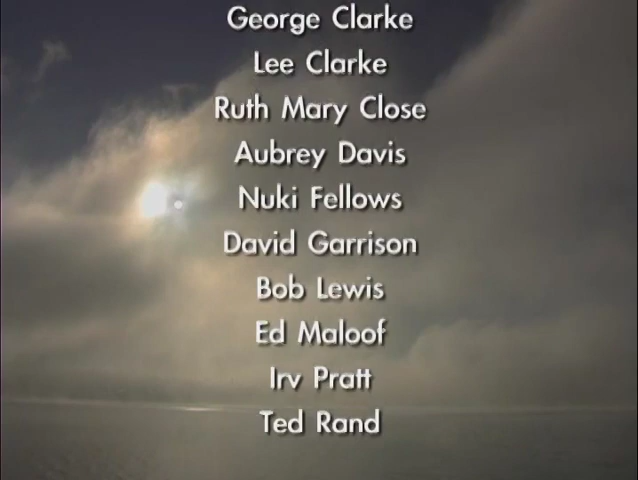 George Clarke
Lee Clarke
Ruth Mary Close
Aubrey Davis
Nuki Fellows
David Garrison
Bob Lewis
Ed Maloof
Irv Pratt
Ted Rand